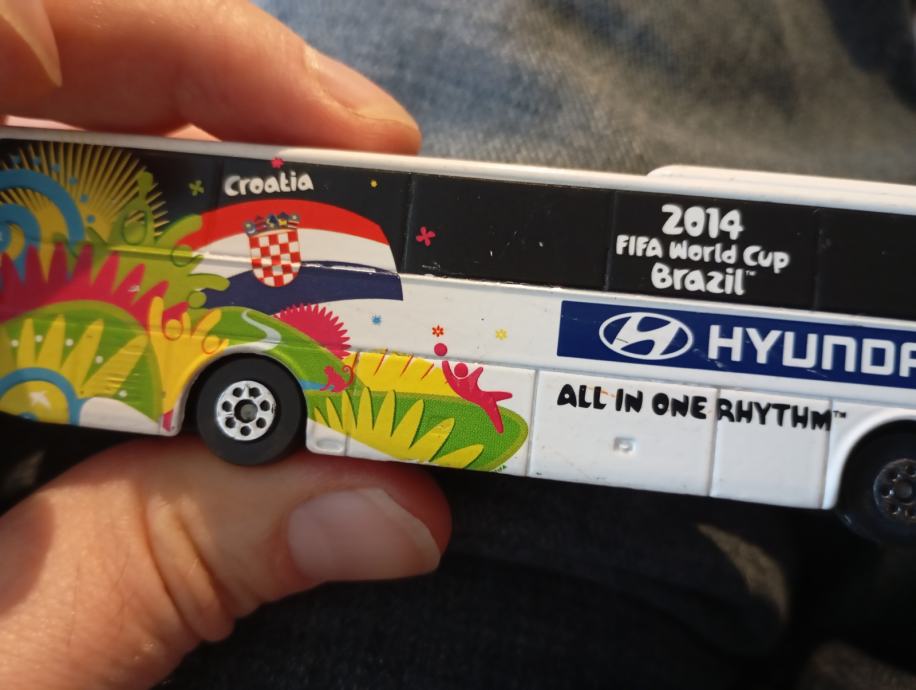 Croatia
2014
FIFA World Cup
Brazil™
HYUNDA
ALL IN ONE RHYTHM™